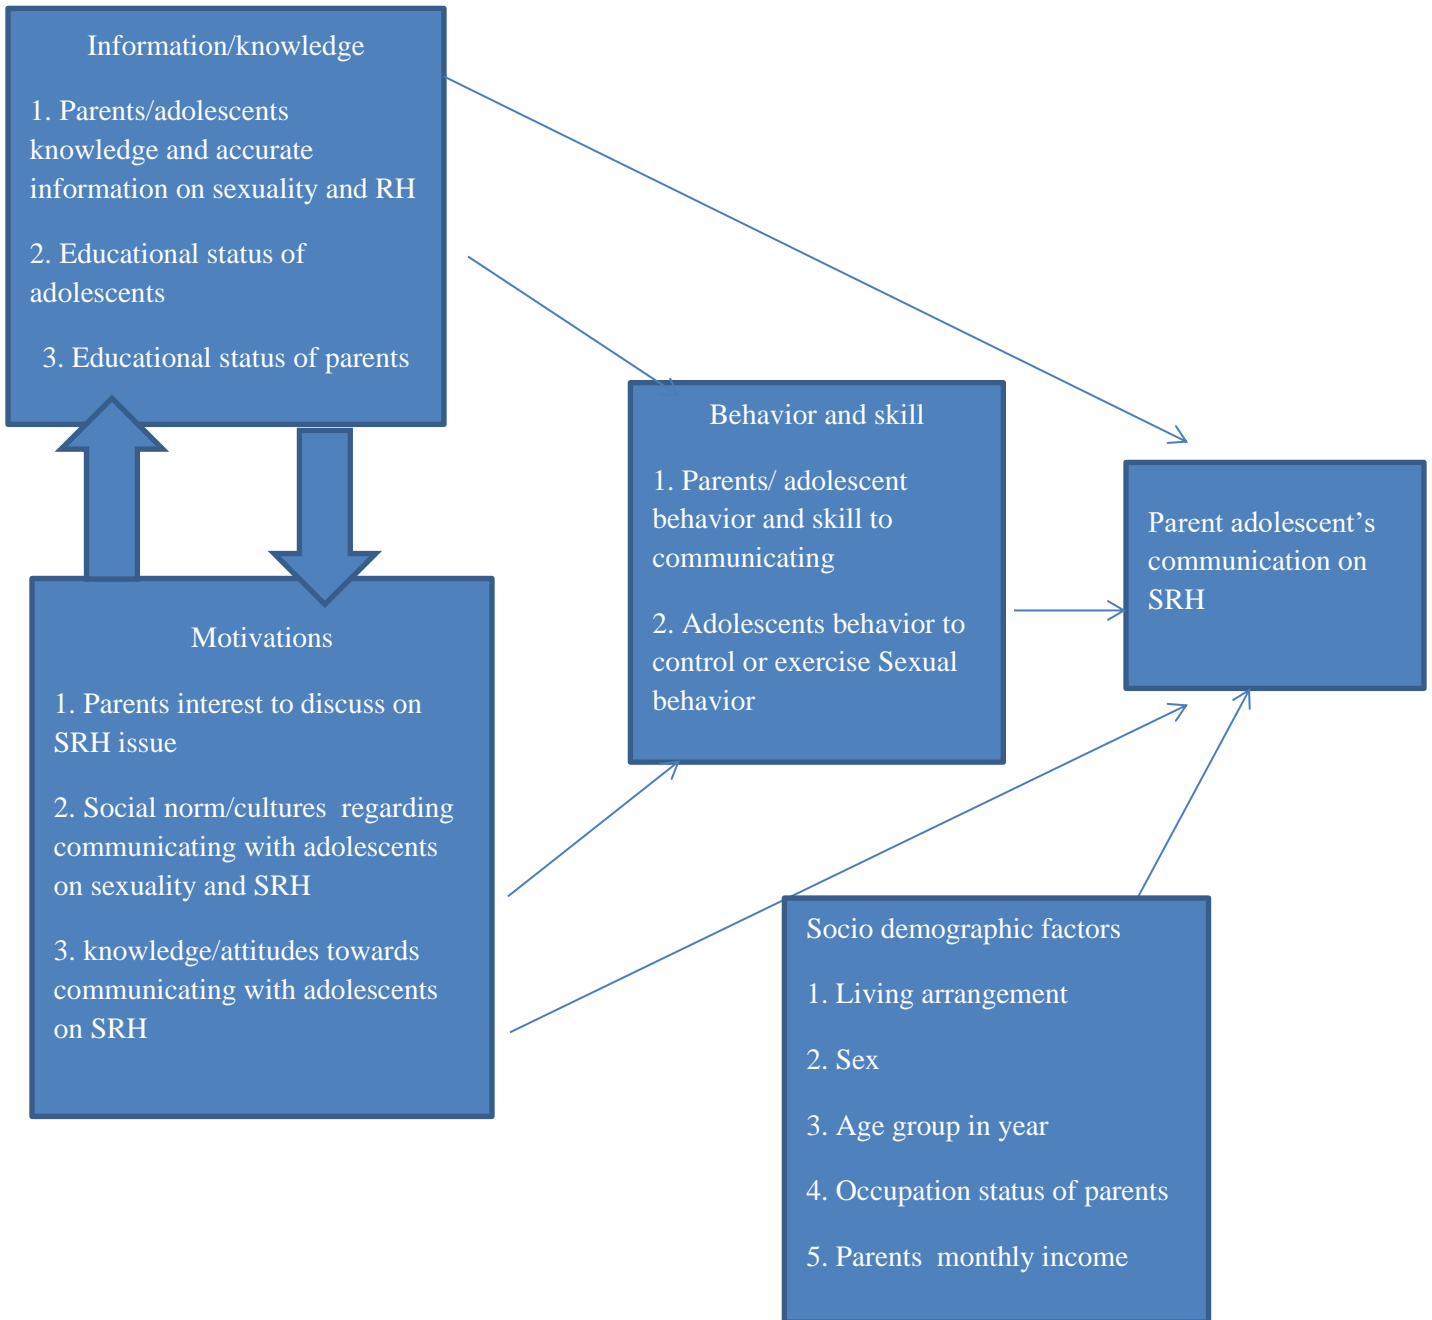 Information/knowledge
1. Parents/adolescents
knowledge and accurate
information on sexuality and RH
2. Educational status of
adolescents
3. Educational status of parents
Behavior and skill
1. Parents/ adolescent
behavior and skill to
communicating
2. Adolescents behavior to
control or exercise Sexual
behavior
Parent adolescent’s
communication on
SRH
Motivations
1. Parents interest to discuss on
SRH issue
2. Social norm/cultures  regarding
communicating with adolescents
on sexuality and SRH
3. knowledge/attitudes towards
communicating with adolescents
on SRH
Socio demographic factors
1. Living arrangement
2. Sex
3. Age group in year
4. Occupation status of parents
5. Parents  monthly income